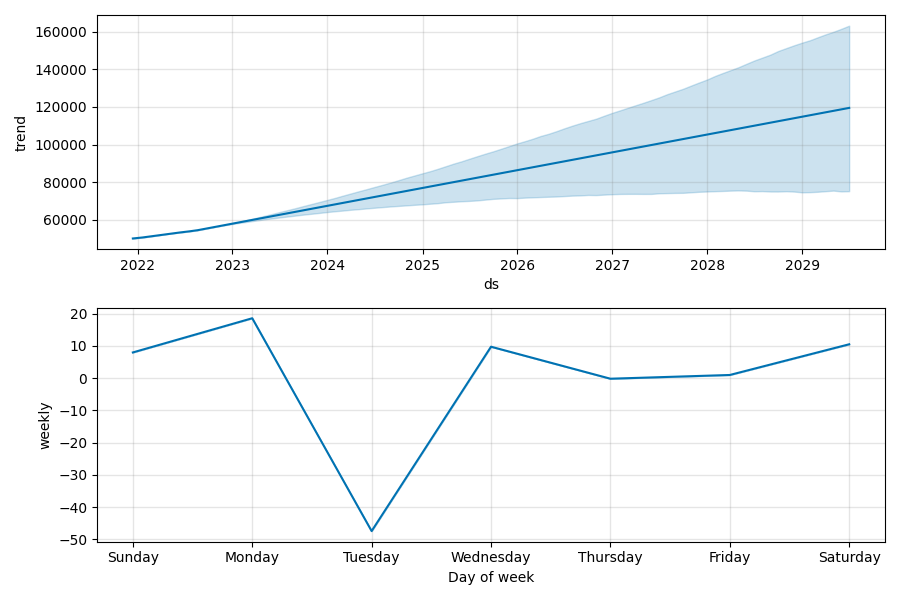 160000
140000
120000
100000
80000
60000
trend
2022 2023 2024 2025 2026 2027 2028 2029
ds
20
10
0
−10
−20
−30
−40
−50
weekly
Sunday Monday Tuesday Wednesday Thursday Friday Saturday
Day of week